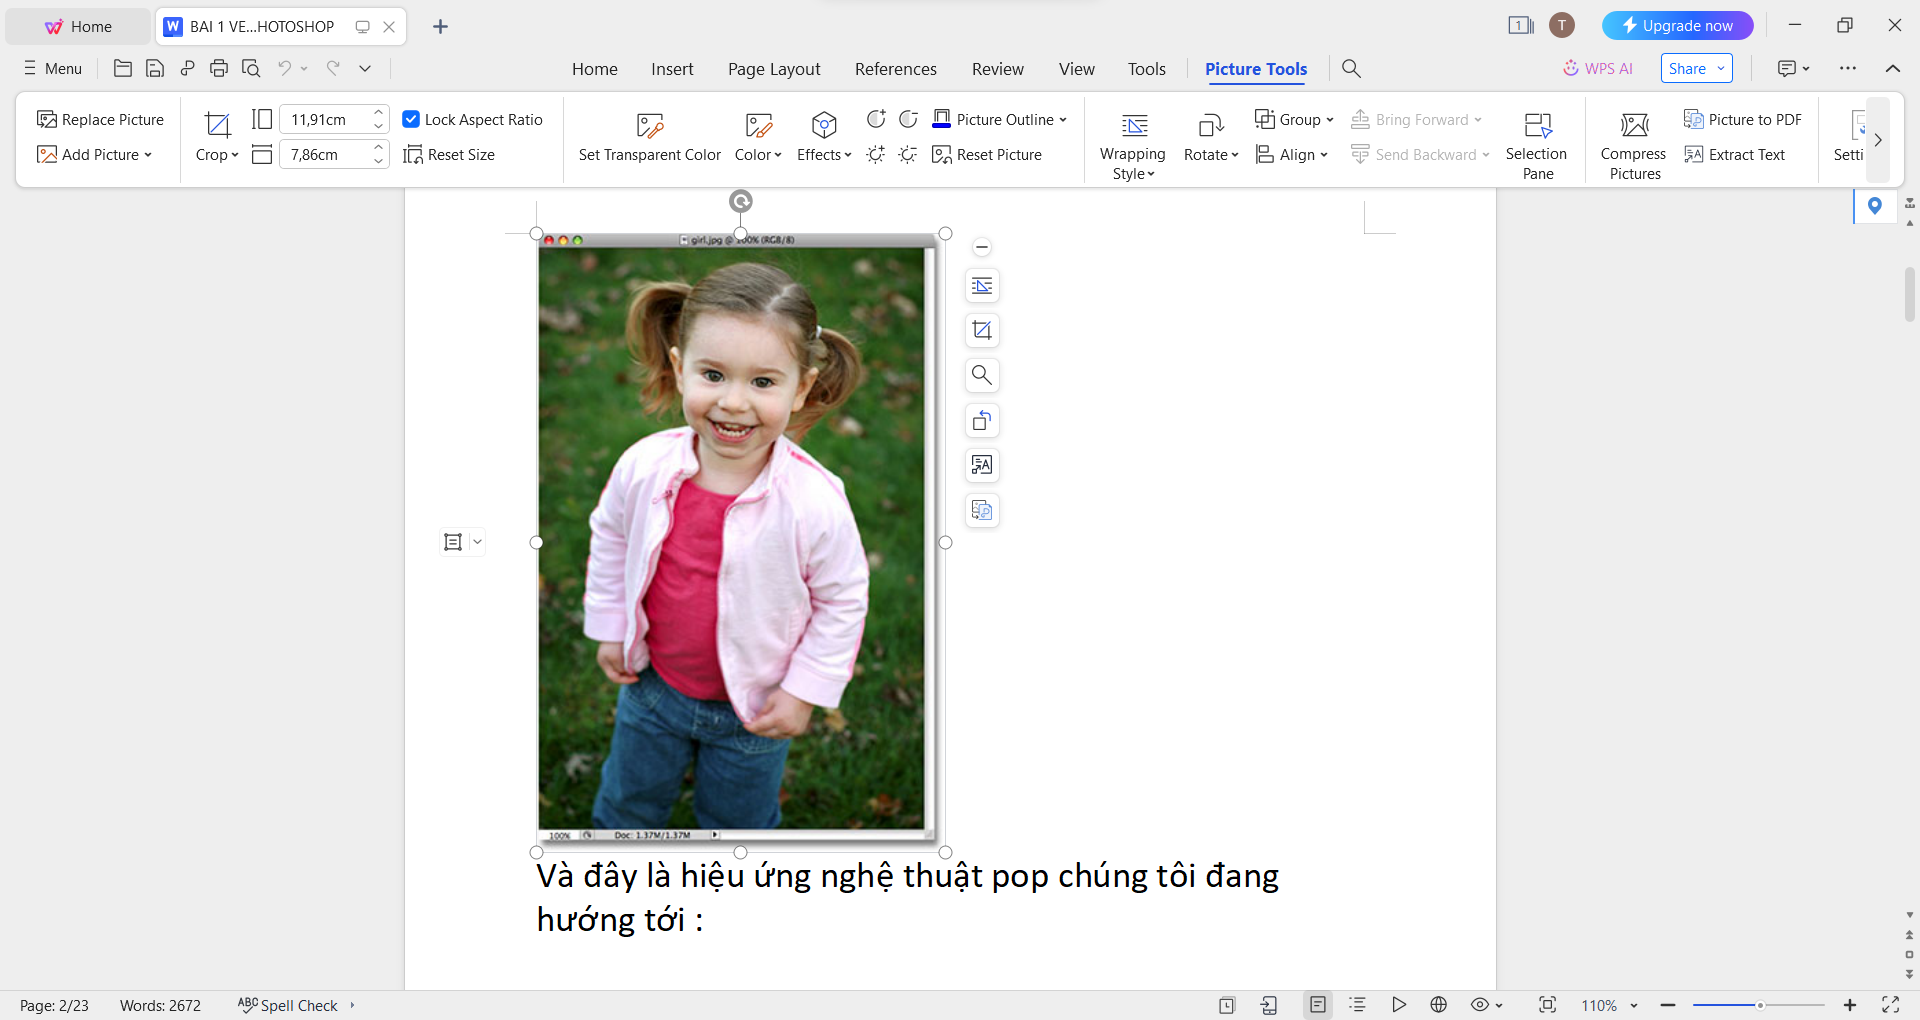 Home
BAI 1 VE...HOTOSHOP
1
T
Upgrade now
Menu
Home Insert Page Layout References Review View Tools Picture Tools
WPS AI
Share
Replace Picture
Add Picture
Crop
11,91cm
7,86cm
Lock Aspect Ratio
Reset Size
Set Transparent Color
Color
Effects
Picture Outline
Reset Picture
Wrapping
Style
Rotate
Group
Align
Bring Forward
Send Backward
Selection
Pane
Compress
Pictures
Picture to PDF
Extract Text
Setti
girl.jpg @ 100% (RGB/8)
100% Doc: 1.37M/1.37M
Và đây là hiệu ứng nghệ thuật pop chúng tôi đang
hướng tới :
Page: 2/23 Words: 2672 ABC Spell Check 110%